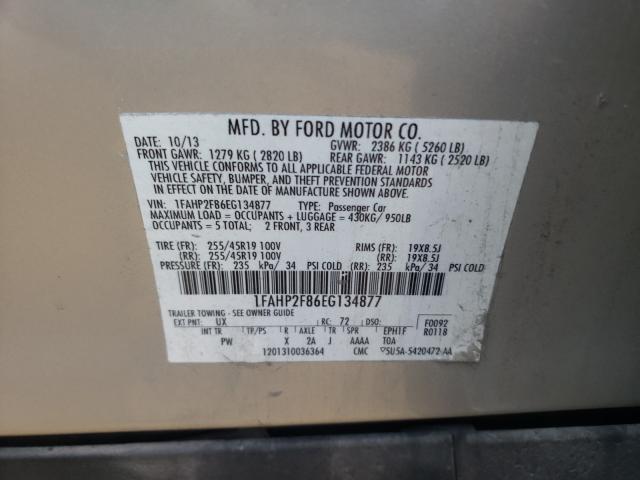 MFD. BY FORD MOTOR CO.
DATE: 10/13 GVWR: 2386 KG ( 5260 LB)
FRONT GAWR: 1279 KG ( 2820 LB) REAR GAWR: 1143 KG ( 2520 LB)
THIS VEHICLE CONFORMS TO ALL APPLICABLE FEDERAL MOTOR
VEHICLE SAFETY, BUMPER, AND THEFT PREVENTION STANDARDS
IN EFFECT ON THE DATE OF MANUFACTURE SHOWN ABOVE.
VIN: 1FAHP2F86EG134877 TYPE: Passenger Car
MAXIMUM LOAD = OCCUPANTS + LUGGAGE = 430KG/ 950LB
OCCUPANTS = 5 TOTAL; 2 FRONT, 3 REAR
TIRE (FR): 255/45R19 100V RIMS (FR): 19X8.5J
(RR): 255/45R19 100V (RR): 19X8.5J
PRESSURE (FR): 235 kPa/ 34 PSI COLD (RR): 235 kPa/ 34 PSI COLD
1FAHP2F86EG134877
TRAILER TOWING - SEE OWNER GUIDE
EXT PNT: UX RC: 72 DSO: F0092
INT TR TP/PS R AXLE TR SPR EPH1F R0118
PW X 2A J AAAA TOA
1201310036364 CMC 5U5A-5420472-AA